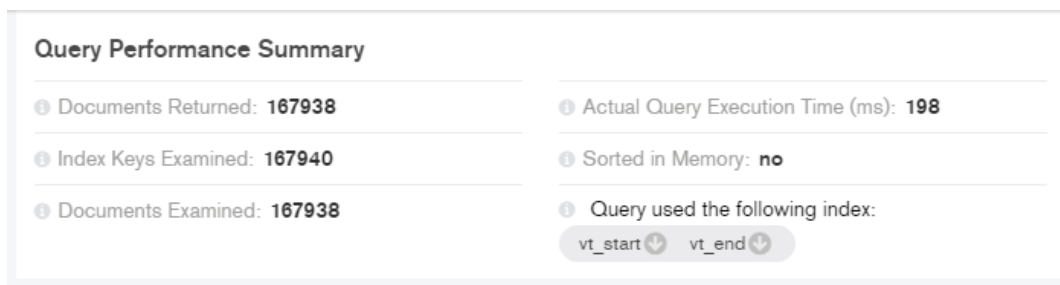 Query Performance Summary
Documents Returned: 167938
Index Keys Examined: 167940
Documents Examined: 167938
Actual Query Execution Time (ms): 198
Sorted in Memory: no
Query used the following index:
vt_start vt_end